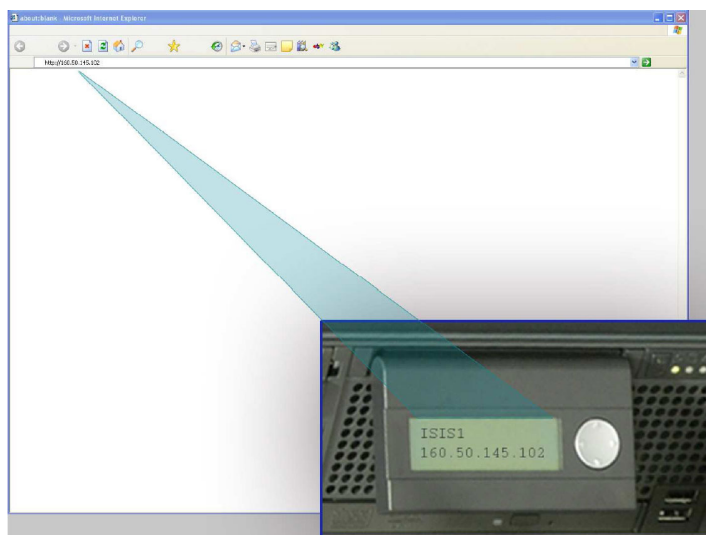 about:blank - Microsoft Internet Explorer
http://160.50.145.102
ISIS1
160.50.145.102